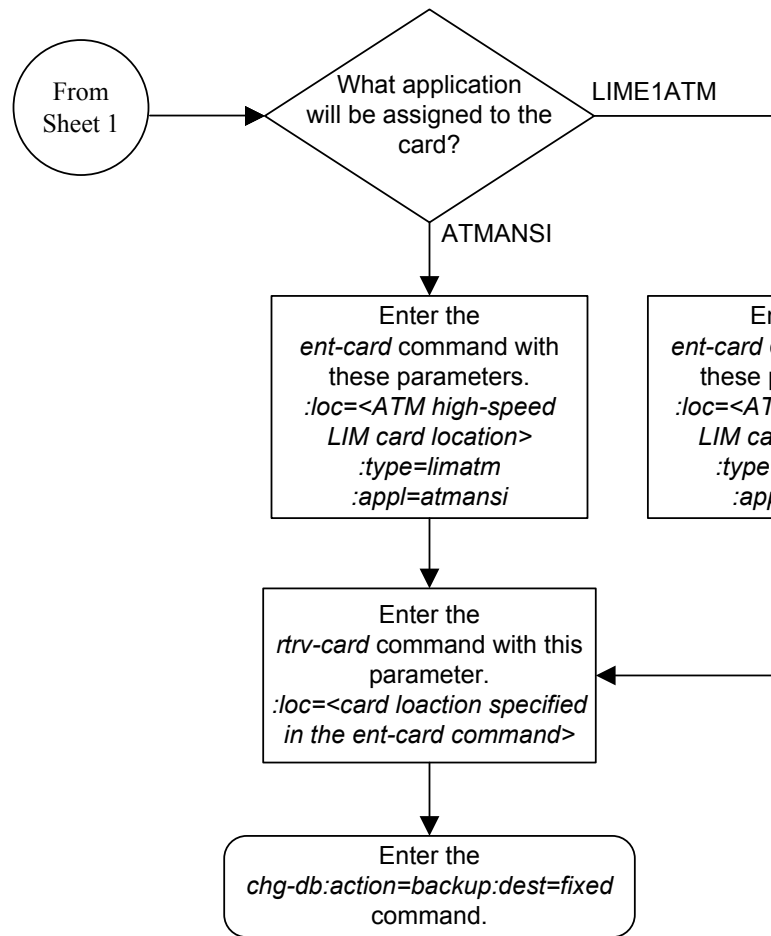 From
Sheet 1
What application
will be assigned to the
card?
LIME1ATM
ATMANSI
Enter the
ent-card command with
these parameters.
:loc=<ATM high-speed
LIM card location>
:type=limatm
:appl=atmansi
ent-card
these
:loc=<AT
LIM ca
:type
:app
Enter the
rtrv-card command with this
parameter.
:loc=<card loaction specified
in the ent-card command>
Enter the
chg-db:action=backup:dest=fixed
command.